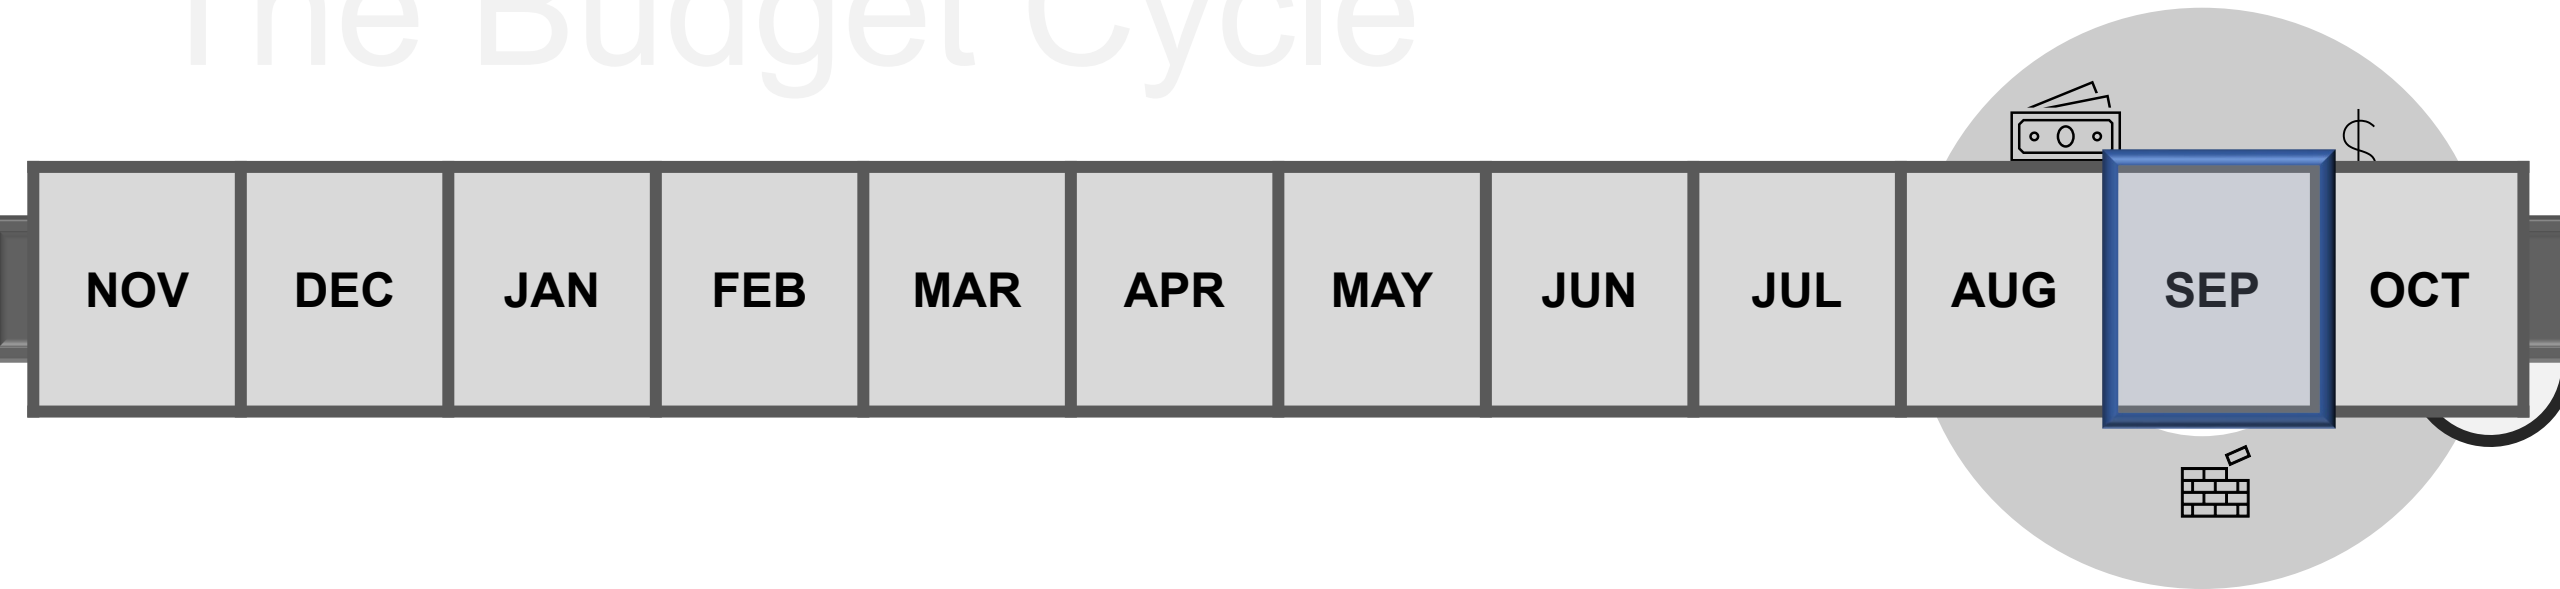 The Budget Cycle
NOV DEC JAN FEB MAR APR MAY JUN JUL AUG SEP OCT